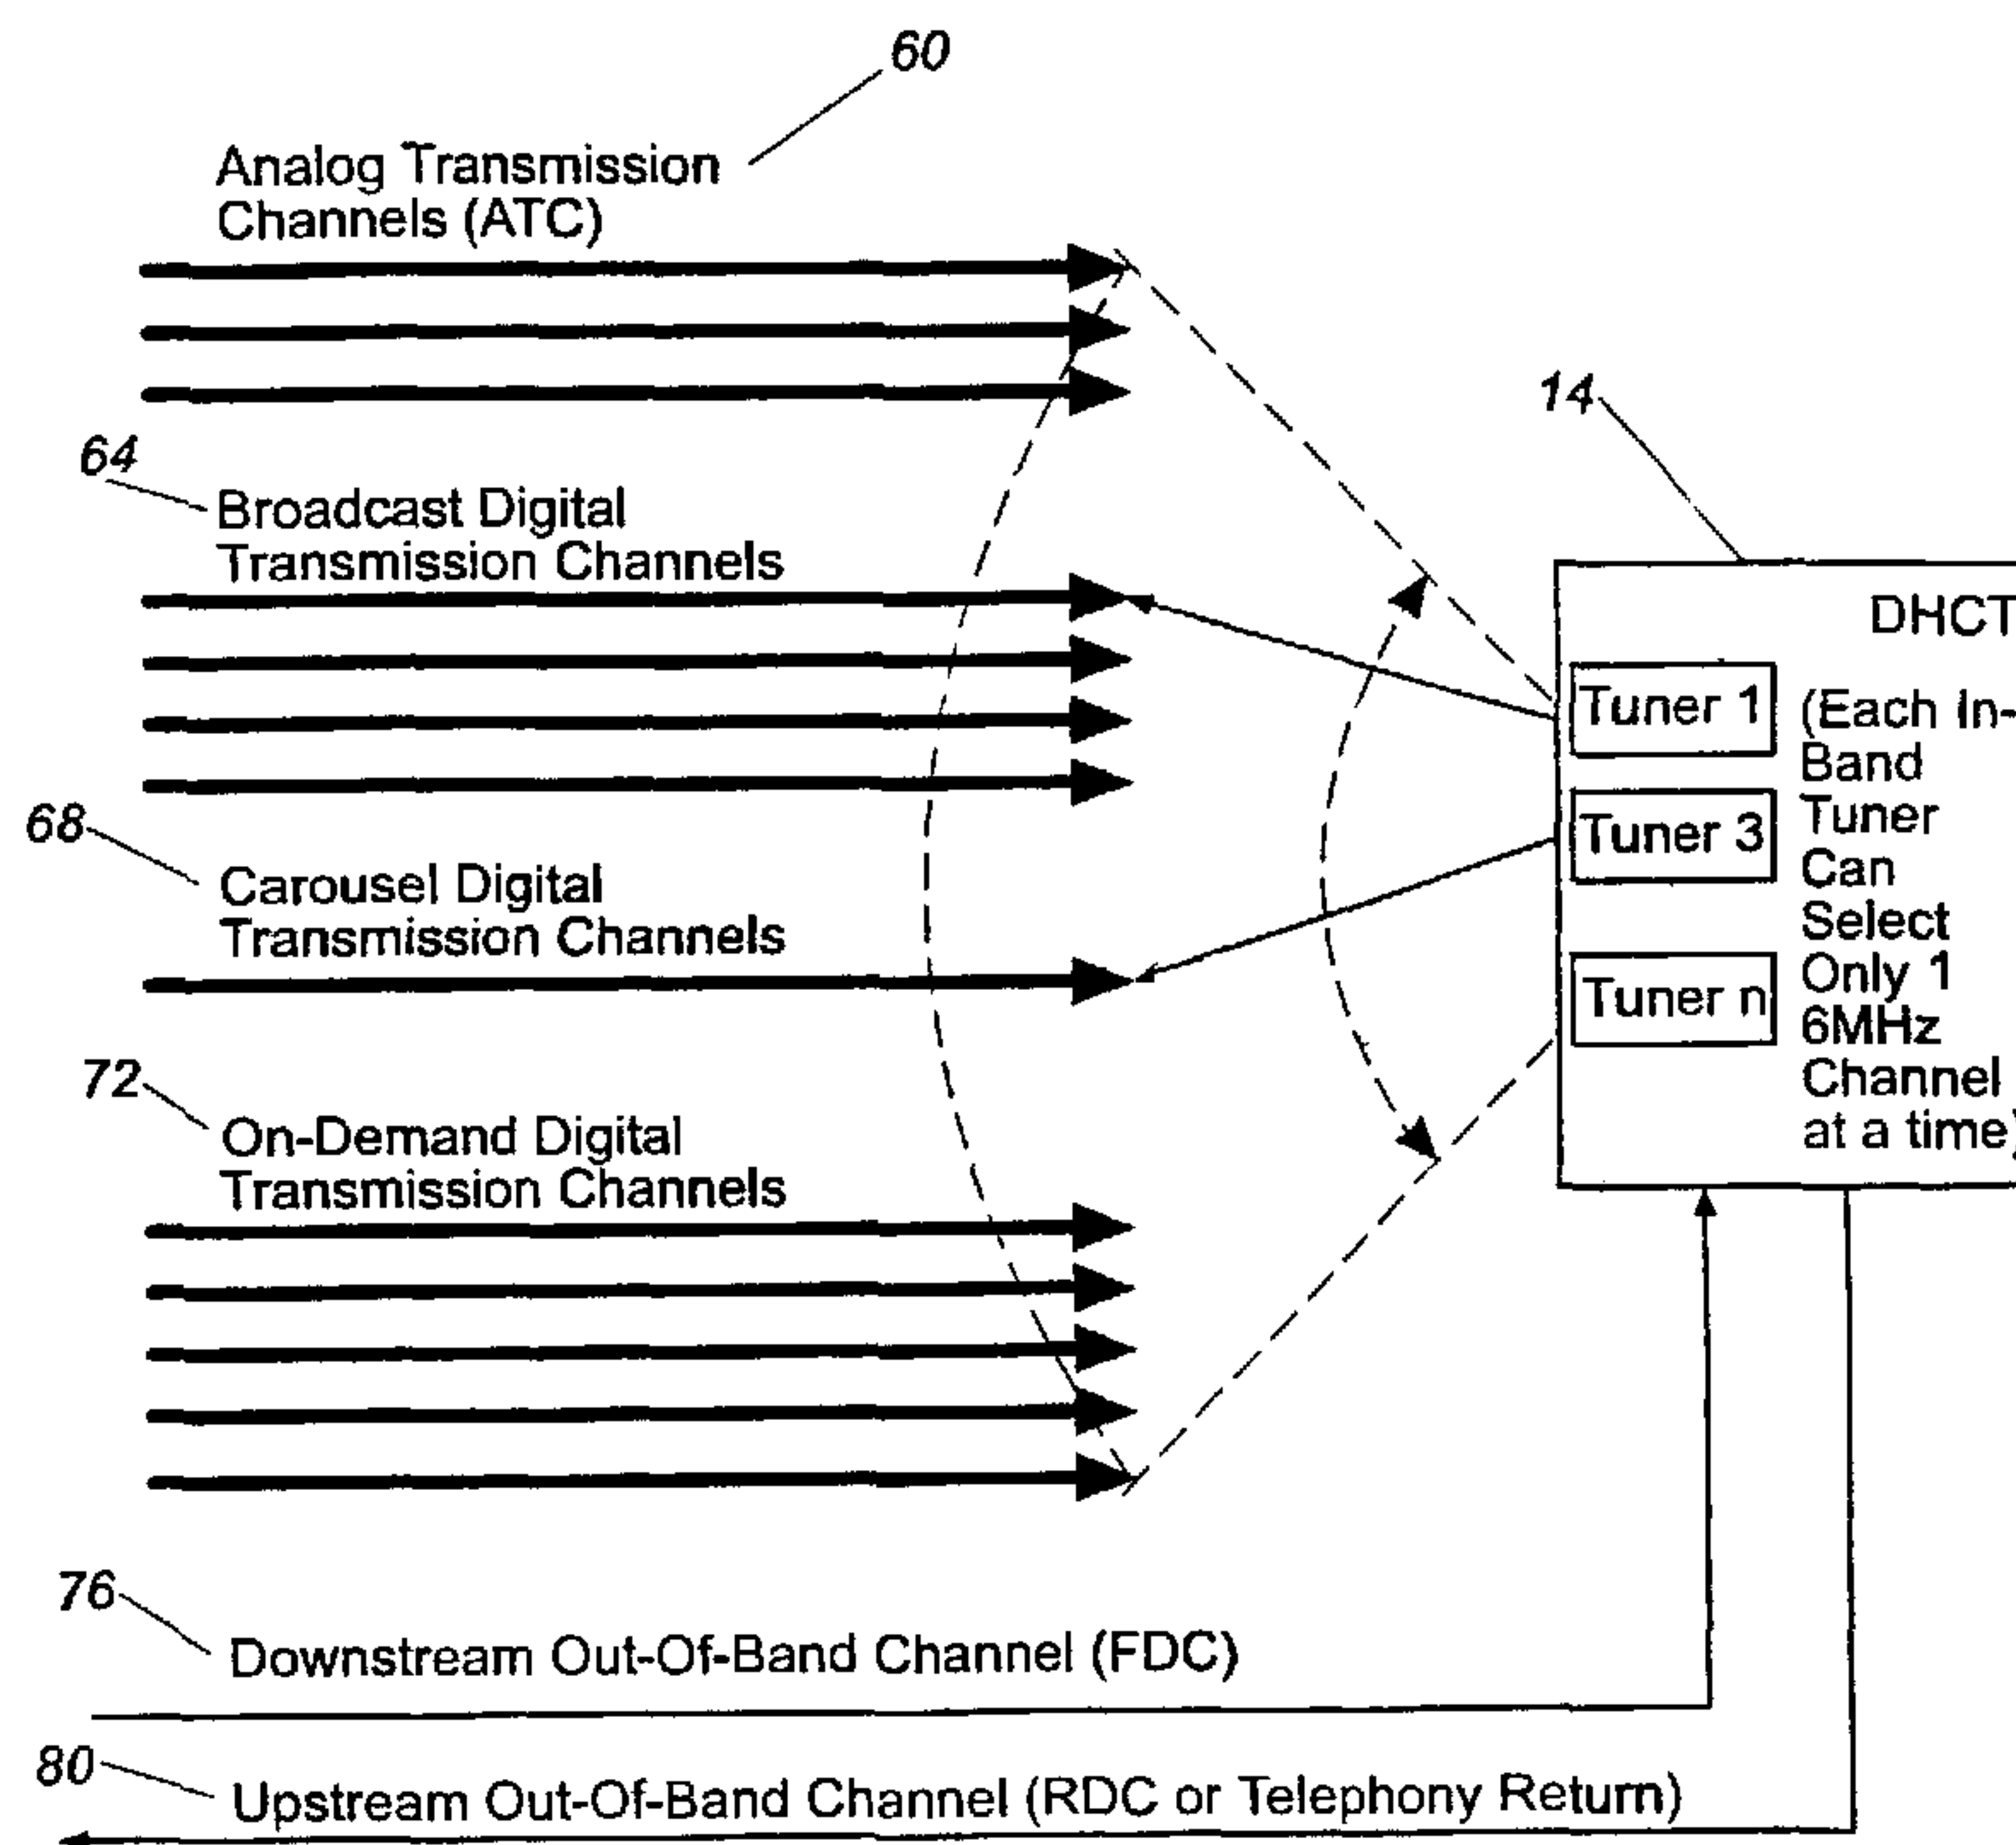 60
Analog Transmission
Channels (ATC)
14
64
Broadcast Digital
Transmission Channels
DHCT
Tuner 1
(Each In-
Band
Tuner
Can
Select
Only 1
6MHz
Channel
at a time)
Tuner 3
Tuner n
68
Carousel Digital
Transmission Channels
72
On-Demand Digital
Transmission Channels
76
Downstream Out-Of-Band Channel (FDC)
80
Upstream Out-Of-Band Channel (RDC or Telephony Return)